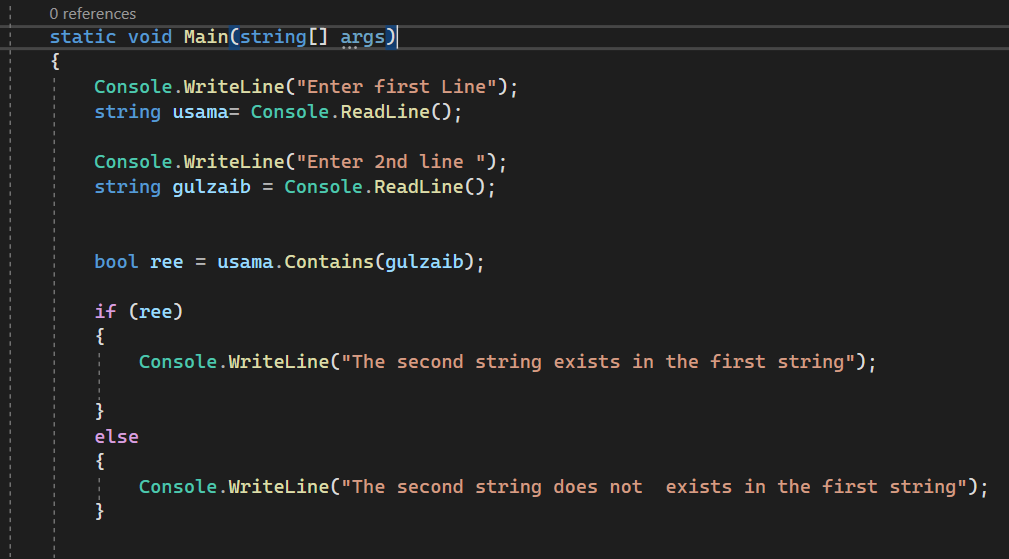 0 references
static void Main(string[] args)
{
Console.WriteLine("Enter first Line");
string usama= Console.ReadLine();
Console.WriteLine("Enter 2nd line ");
string gulzaib = Console.ReadLine();
bool ree = usama.Contains(gulzaib);
if (ree)
{
Console.WriteLine("The second string exists in the first string");
}
else
{
Console.WriteLine("The second string does not  exists in the first string");
}